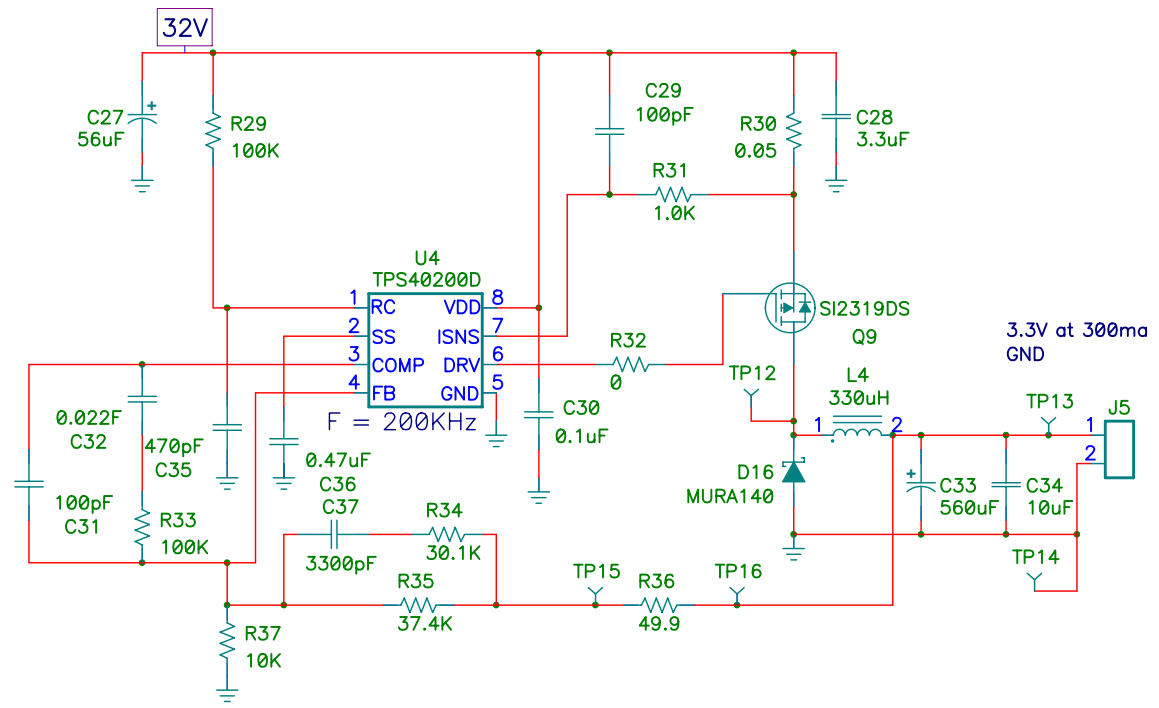 32V
C27
56uF
+
R29
100K
C29
100pF
R30
0.05
C28
3.3uF
R31
1.0K
U4
TPS40200D
1
RC
VDD
8
2
SS
ISNS
7
3
COMP
DRV
6
4
FB
GND
5
F = 200KHz
R32
0
SI2319DS
Q9
3.3V at 300ma
GND
TP12
L4
330uH
1
2
TP13
J5
1
2
0.022F
C32
470pF
C35
C30
0.1uF
0.47uF
C36
D16
MURA140
+
C33
560uF
C34
10uF
100pF
C31
R33
100K
C37
3300pF
R34
30.1K
R35
37.4K
TP15
R36
49.9
TP16
TP14
R37
10K